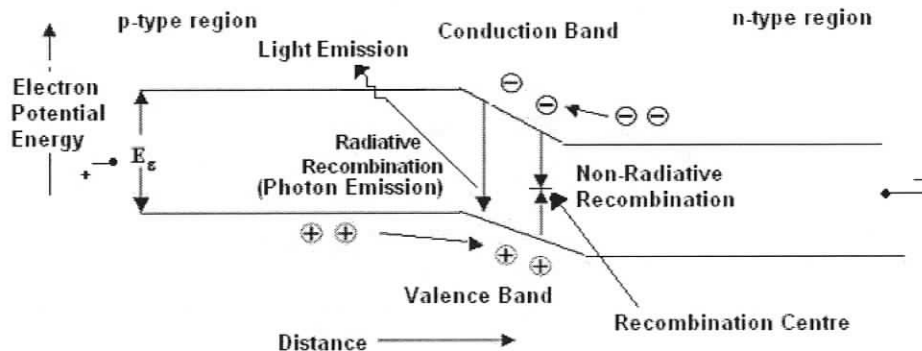 p-type region
n-type region
Conduction Band
Light Emission
Electron
Potential
Energy
+
E_g
Radiative
Recombination
(Photon Emission)
Non-Radiative
Recombination
Valence Band
Recombination Centre
Distance